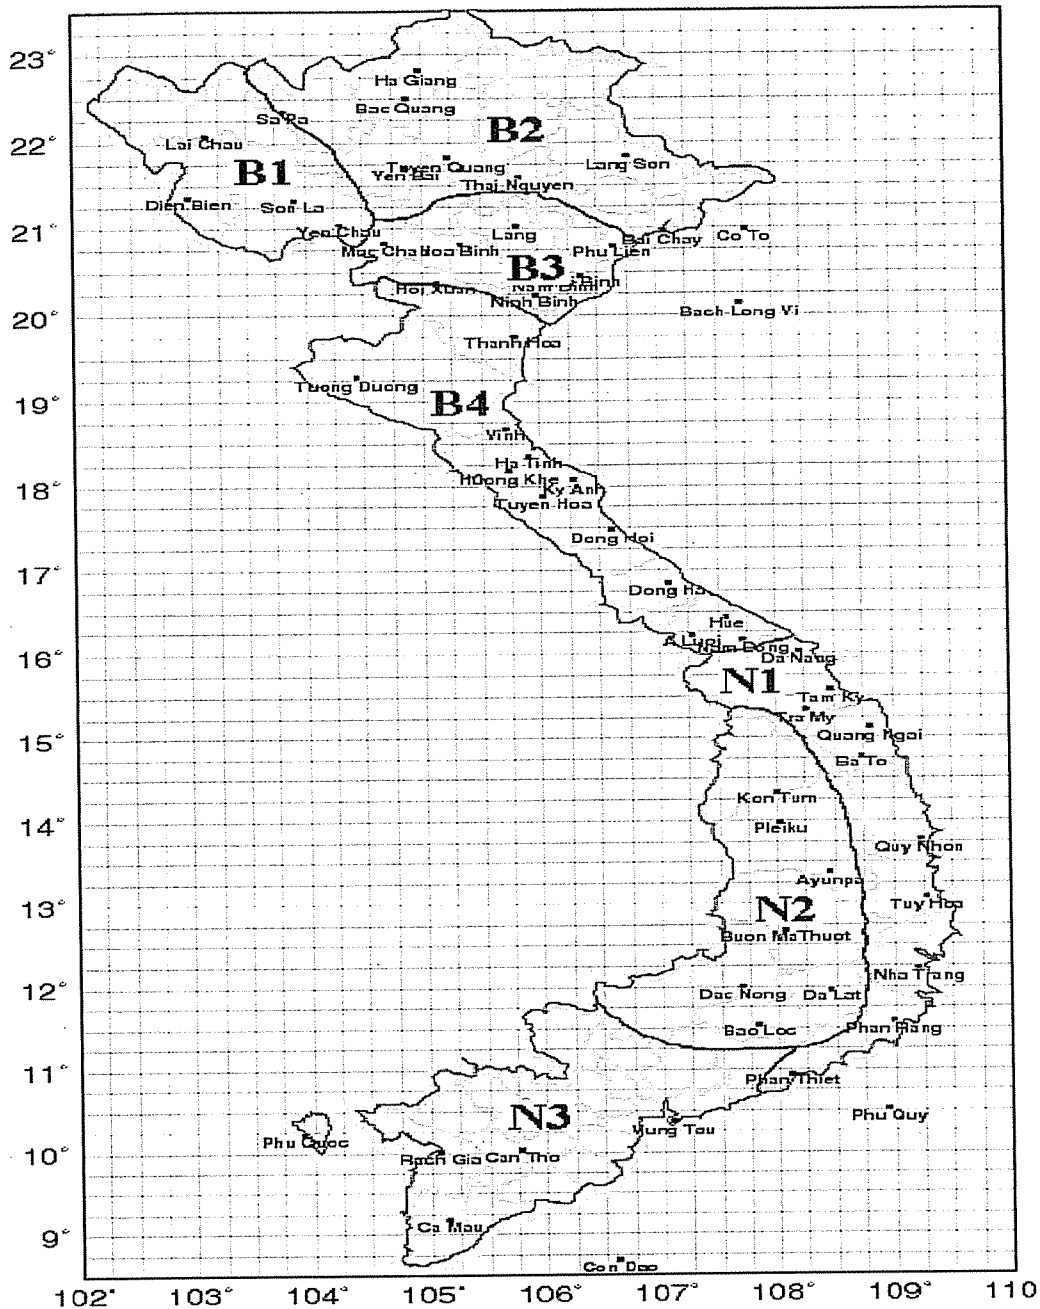 23°
Ha Giang
Bac Quang
Sa Pa
B2
22°
Lai Chau
Lang Son
Tuyen Quang
Yen Bai
B1
Thai Nguyen
Dien Bien
Son La
21°
Yen Chau
Lang
Bai Chay
Co To
Moc Chau
Hoa Binh
Phu Lien
B3
Nam Dinh
Hoi Xuan
Ninh Binh
Bach Long Vi
20°
Thanh Hoa
Tuong Duong
19°
B4
Vinh
Ha Tinh
Huong Khe
18°
Ky Anh
Tuyen Hoa
Dong Hoi
17°
Dong Ha
Hue
A Luoi
Nam Dong
16°
Da Nang
N1
Tam Ky
Tra My
15°
Quang Ngai
Ba To
Kon Tum
14°
Pleiku
Quy Nhon
Ayunpa
13°
N2
Tuy Hoa
Buon Ma Thuot
Nha Trang
12°
Dac Nong
Da Lat
Bao Loc
Phan Rang
11°
Phan Thiet
N3
Phu Quy
Vung Tau
Phu Quoc
10°
Rach Gia
Can Tho
Ca Mau
9°
Con Dao
102° 103° 104° 105° 106° 107° 108° 109° 110